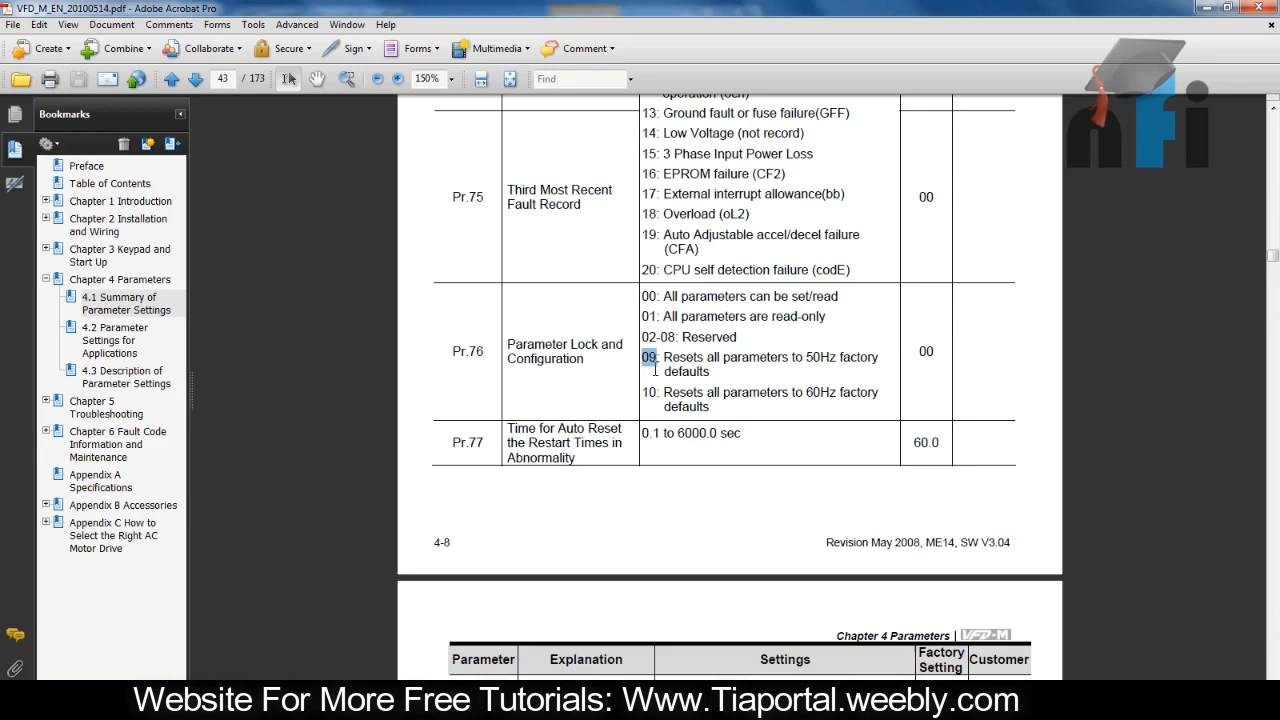 VFD_M_EN_20100514.pdf - Adobe Acrobat Pro
File Edit View Document Comments Forms Tools Advanced Window Help
Create Combine Collaborate Secure Sign Forms Multimedia Comment
43 / 173 150% Find
Bookmarks
Preface
Table of Contents
Chapter 1 Introduction
Chapter 2 Installation
and Wiring
Chapter 3 Keypad and
Start Up
Chapter 4 Parameters
4.1 Summary of
Parameter Settings
4.2 Parameter
Settings for
Applications
4.3 Description of
Parameter Settings
Chapter 5
Troubleshooting
Chapter 6 Fault Code
Information and
Maintenance
Appendix A
Specifications
Appendix B Accessories
Appendix C How to
Select the Right AC
Motor Drive
operation (ocn)
13: Ground fault or fuse failure(GFF)
14: Low Voltage (not record)
15: 3 Phase Input Power Loss
16: EPROM failure (CF2)
17: External interrupt allowance(bb)
18: Overload (oL2)
19: Auto Adjustable accel/decel failure
(CFA)
20: CPU self detection failure (codE)
Pr.75
Third Most Recent
Fault Record
00
Pr.76
Parameter Lock and
Configuration
00: All parameters can be set/read
01: All parameters are read-only
02-08: Reserved
09: Resets all parameters to 50Hz factory
defaults
10: Resets all parameters to 60Hz factory
defaults
00
Pr.77
Time for Auto Reset
the Restart Times in
Abnormality
0.1 to 6000.0 sec
60.0
4-8
Revision May 2008, ME14, SW V3.04
Chapter 4 Parameters | VFD-M
Parameter Explanation Settings Factory
Setting Customer
nfi
Website For More Free Tutorials: Www.Tiaportal.weebly.com